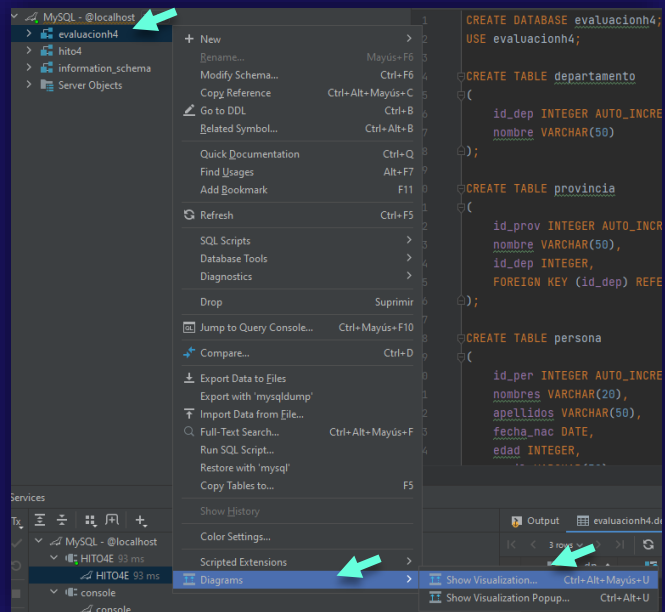 MySQL - @localhost
evaluacionh4
hito4
information_schema
Server Objects
New
Rename... Mayús+F6
Modify Schema... Ctrl+F6
Copy Reference Ctrl+Alt+Mayús+C
Go to DDL Ctrl+B
Related Symbol... Ctrl+Alt+B
Quick Documentation Ctrl+Q
Find Usages Alt+F7
Add Bookmark F11
Refresh Ctrl+F5
SQL Scripts
Database Tools
Diagnostics
Drop Suprimir
Jump to Query Console... Ctrl+Mayús+F10
Compare... Ctrl+D
Export Data to Files
Export with 'mysqldump'
Import Data from File...
Full-Text Search... Ctrl+Alt+Mayús+F
Run SQL Script...
Restore with 'mysql'
Copy Tables to... F5
Show History
Color Settings...
Scripted Extensions
Diagrams
Show Visualization... Ctrl+Alt+Mayús+U
Show Visualization Popup... Ctrl+Alt+U
CREATE DATABASE evaluacionh4;
USE evaluacionh4;
CREATE TABLE departamento
(
id_dep INTEGER AUTO_INCRE
nombre VARCHAR(50)
);
CREATE TABLE provincia
(
id_prov INTEGER AUTO_INCR
nombre VARCHAR(50),
id_dep INTEGER,
FOREIGN KEY (id_dep) REFE
);
CREATE TABLE persona
(
id_per INTEGER AUTO_INCRE
nombres VARCHAR(20),
apellidos VARCHAR(50),
fecha_nac DATE,
edad INTEGER,
Services
Tx
MySQL - @localhost
HITO4E 93 ms
HITO4E 93 ms
console
console
Output evaluacionh4.de
3 rows